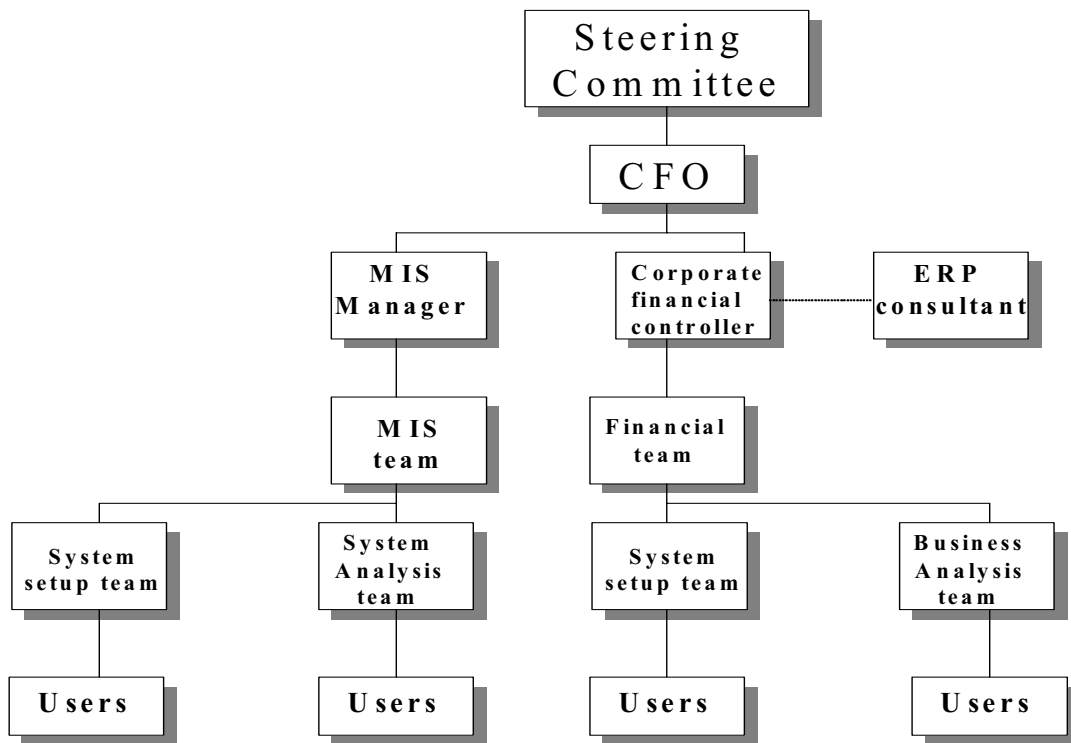 Steering
Committee
CFO
MIS
Manager
Corporate
financial
controller
ERP
consultant
MIS
team
Financial
team
System
setup team
System
Analysis
team
System
setup team
Business
Analysis
team
Users
Users
Users
Users